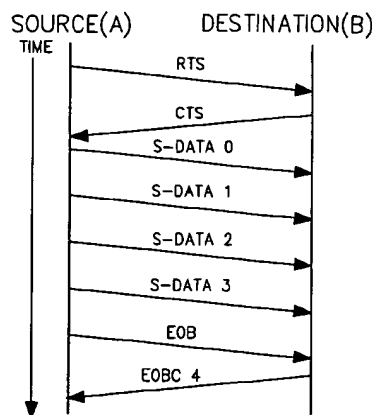 SOURCE(A) DESTINATION(B)
TIME
RTS
CTS
S-DATA 0
S-DATA 1
S-DATA 2
S-DATA 3
EOB
EOBC 4